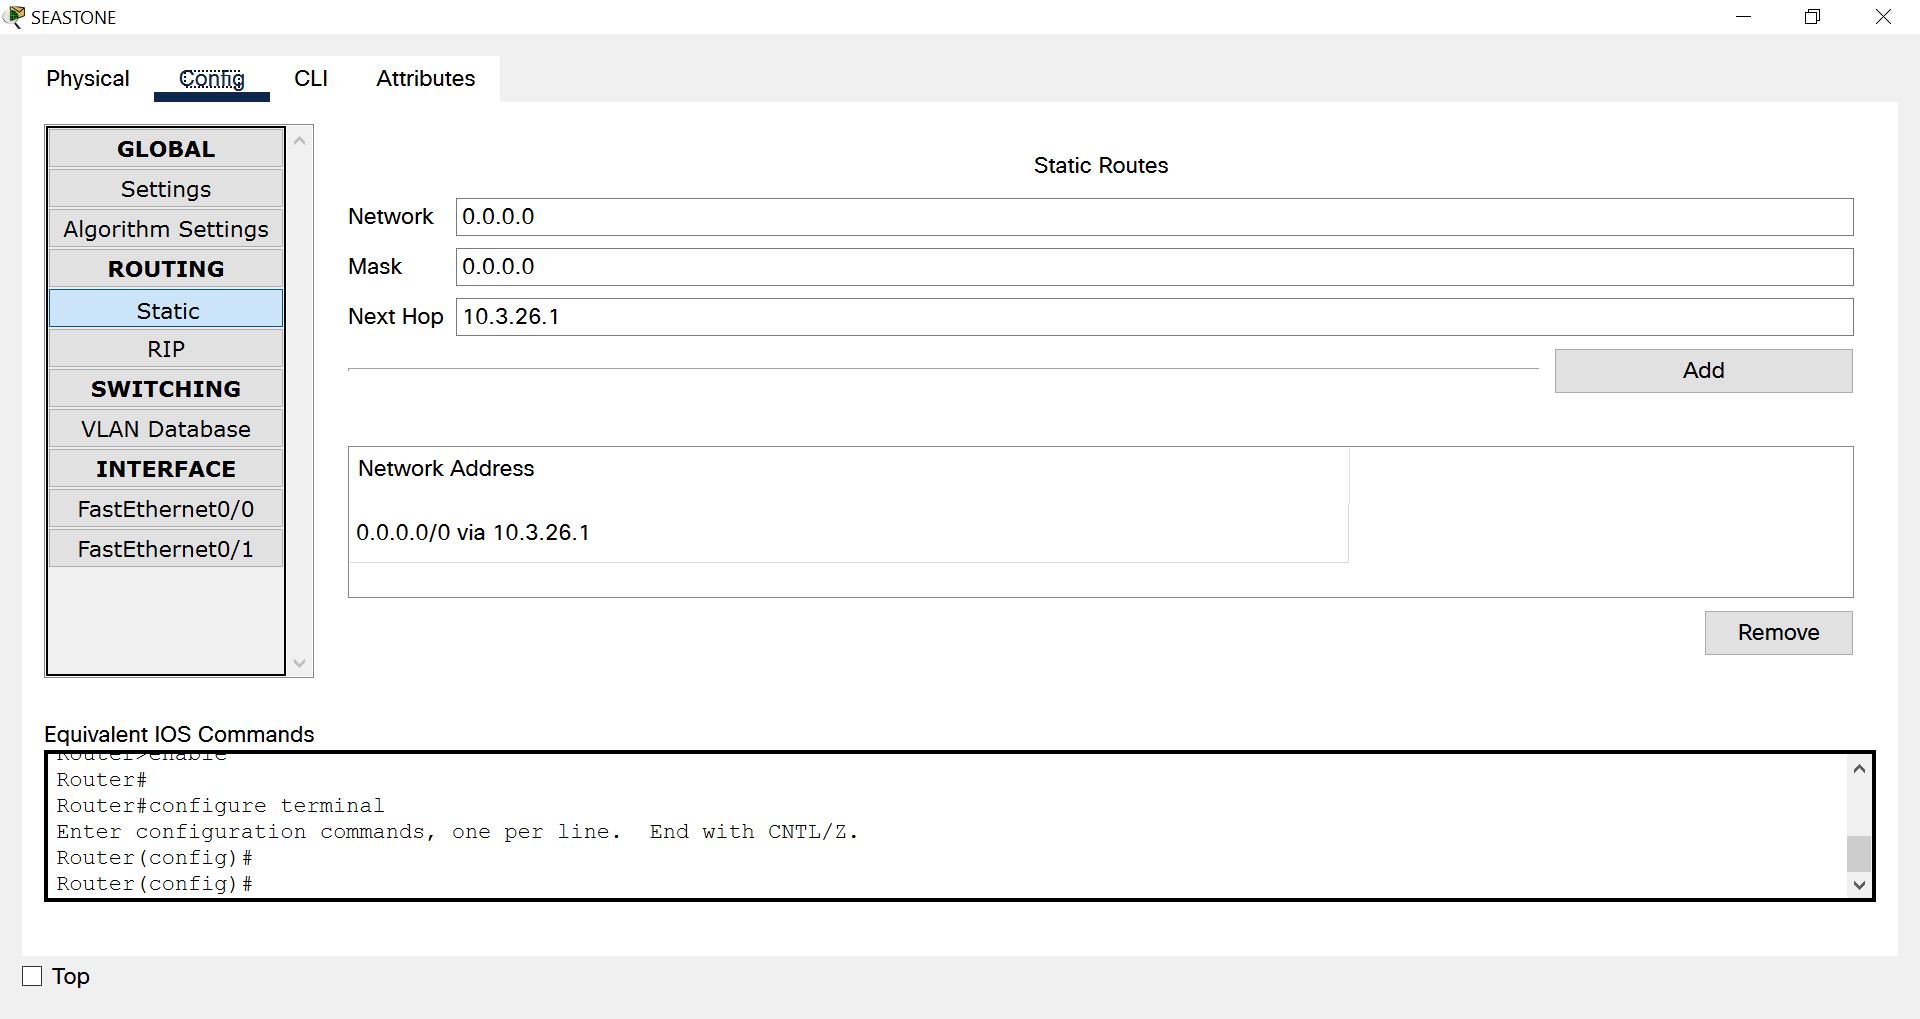 SEASTONE
Physical Config CLI Attributes
GLOBAL
Settings
Algorithm Settings
ROUTING
Static
RIP
SWITCHING
VLAN Database
INTERFACE
FastEthernet0/0
FastEthernet0/1
Static Routes
Network 0.0.0.0
Mask 0.0.0.0
Next Hop 10.3.26.1
Add
Network Address
0.0.0.0/0 via 10.3.26.1
Remove
Equivalent IOS Commands
Router>enable
Router#
Router#configure terminal
Enter configuration commands, one per line.  End with CNTL/Z.
Router(config)#
Router(config)#
Top